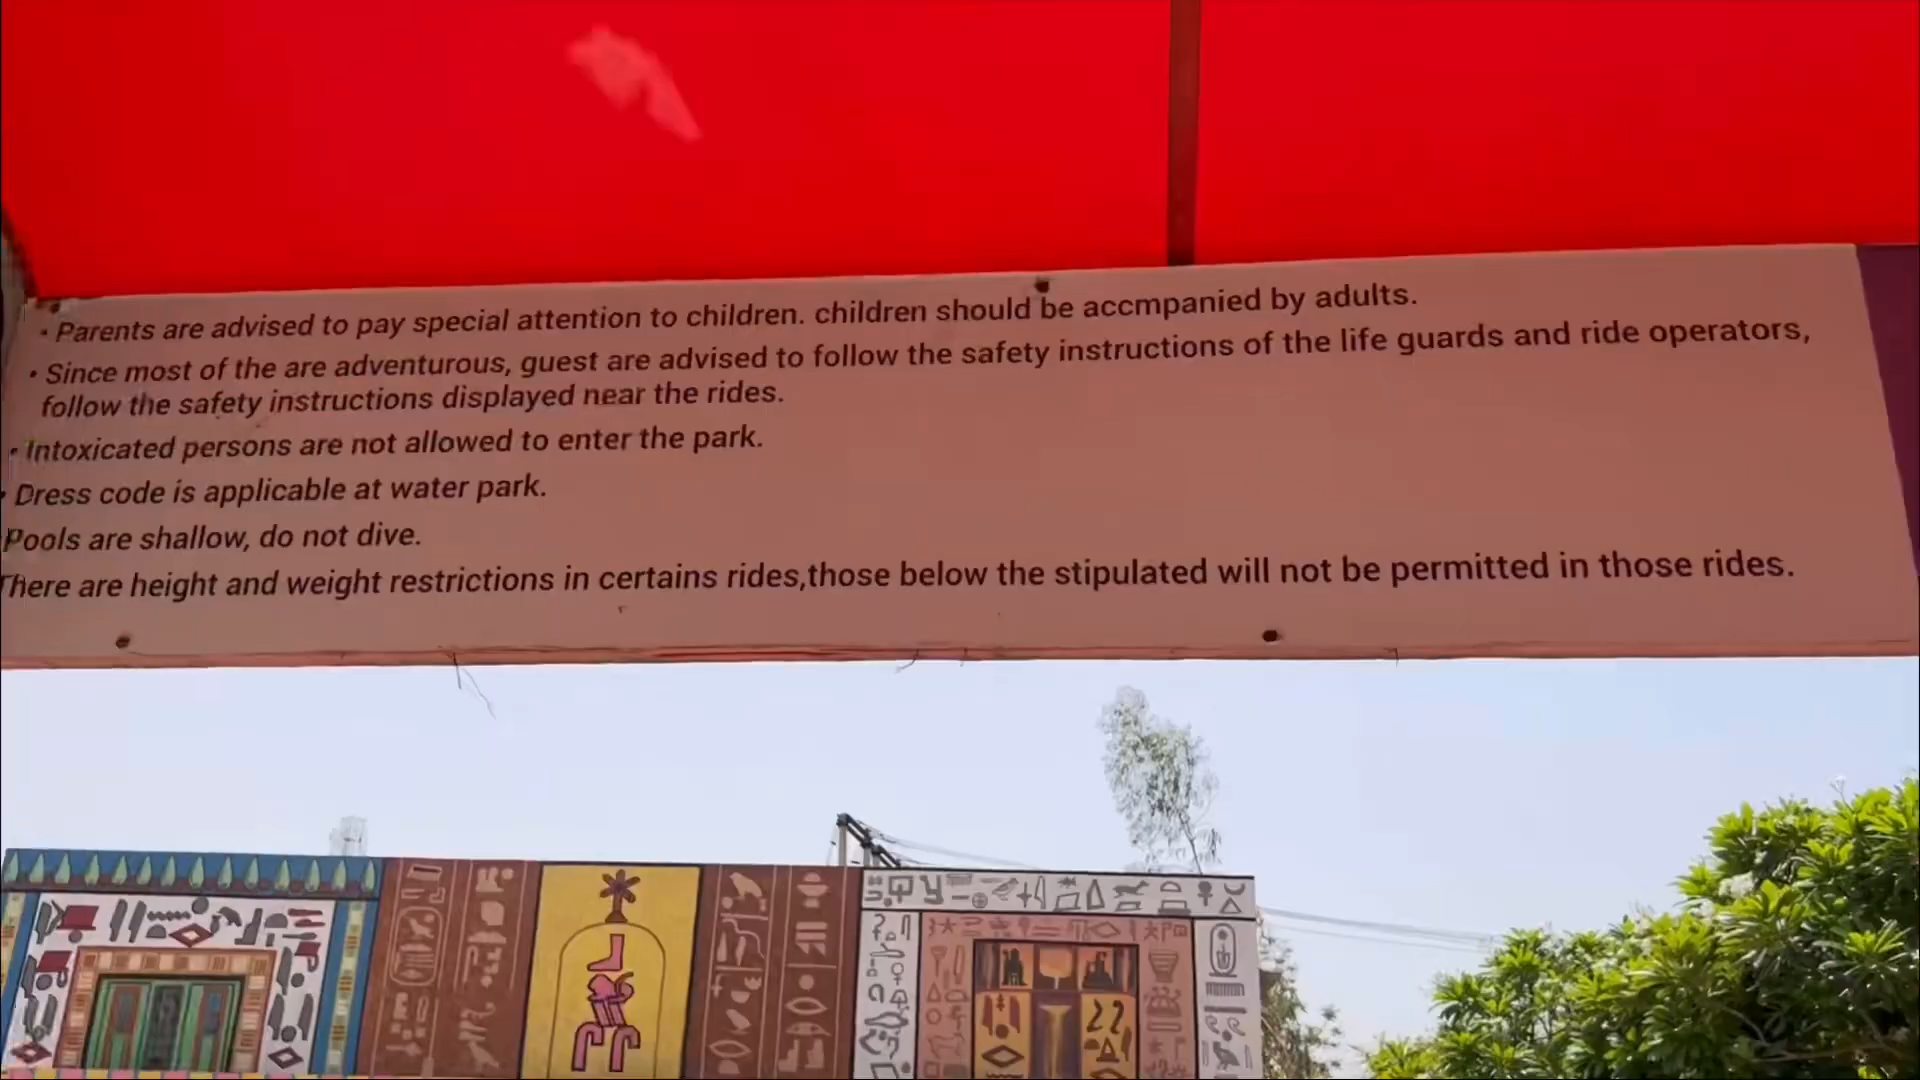 • Parents are advised to pay special attention to children. children should be accmpanied by adults.
• Since most of the are adventurous, guest are advised to follow the safety instructions of the life guards and ride operators,
follow the safety instructions displayed near the rides.
• Intoxicated persons are not allowed to enter the park.
• Dress code is applicable at water park.
Pools are shallow, do not dive.
There are height and weight restrictions in certains rides,those below the stipulated will not be permitted in those rides.